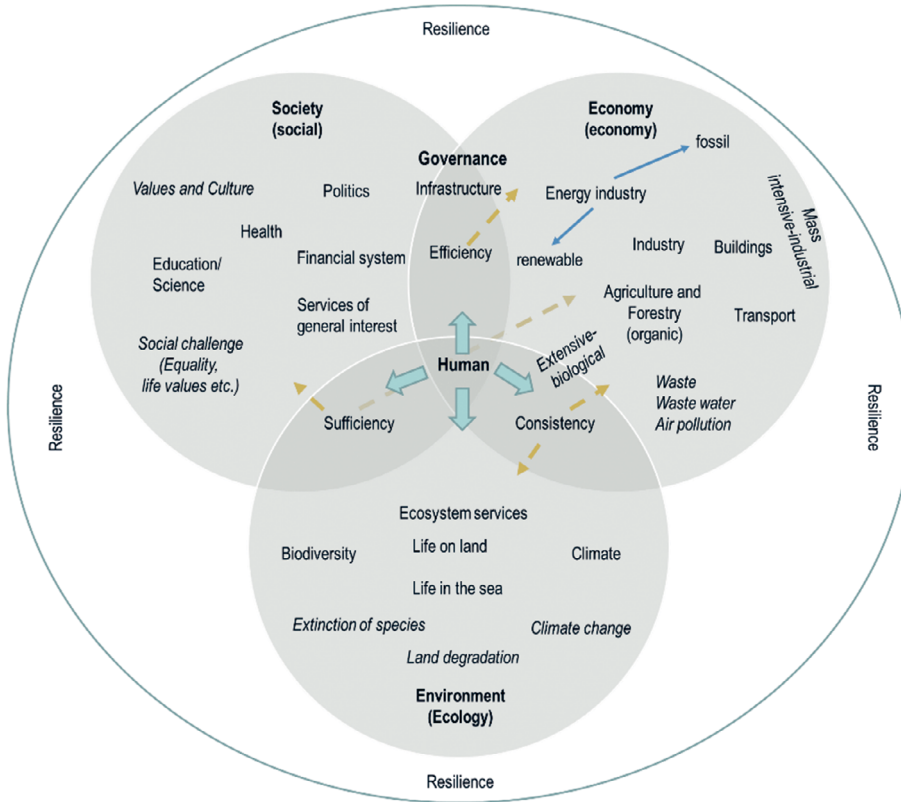 Resilience
Society
(social)
Economy
(economy)
fossil
Governance
Values and Culture
Politics
Infrastructure
Energy industry
Mass
intensive-industrial
Health
Education/
Science
Financial system
Efficiency
renewable
Industry
Buildings
Services of
general interest
Agriculture and
Forestry
(organic)
Transport
Social challenge
(Equality,
life values etc.)
Human
Extensive-
biological
Waste
Waste water
Air pollution
Resilience
Resilience
Sufficiency
Consistency
Ecosystem services
Biodiversity
Life on land
Climate
Life in the sea
Extinction of species
Climate change
Land degradation
Environment
(Ecology)
Resilience